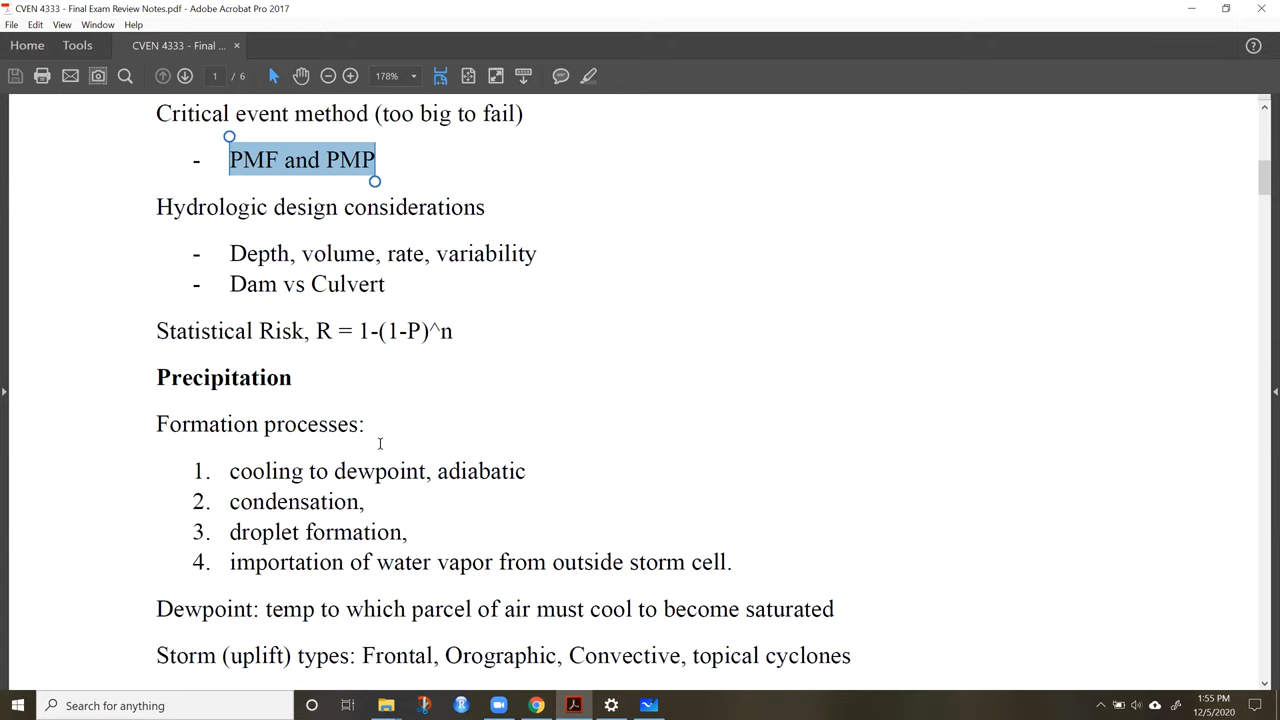 CVEN 4333 - Final Exam Review Notes.pdf - Adobe Acrobat Pro 2017
File Edit View Window Help
Home Tools CVEN 4333 - Final ... ×
1 / 6 178%
Critical event method (too big to fail)
- PMF and PMP
Hydrologic design considerations
- Depth, volume, rate, variability
- Dam vs Culvert
Statistical Risk, R = 1-(1-P)^n
Precipitation
Formation processes:
1. cooling to dewpoint, adiabatic
2. condensation,
3. droplet formation,
4. importation of water vapor from outside storm cell.
Dewpoint: temp to which parcel of air must cool to become saturated
Storm (uplift) types: Frontal, Orographic, Convective, topical cyclones
Search for anything
1:55 PM
12/5/2020